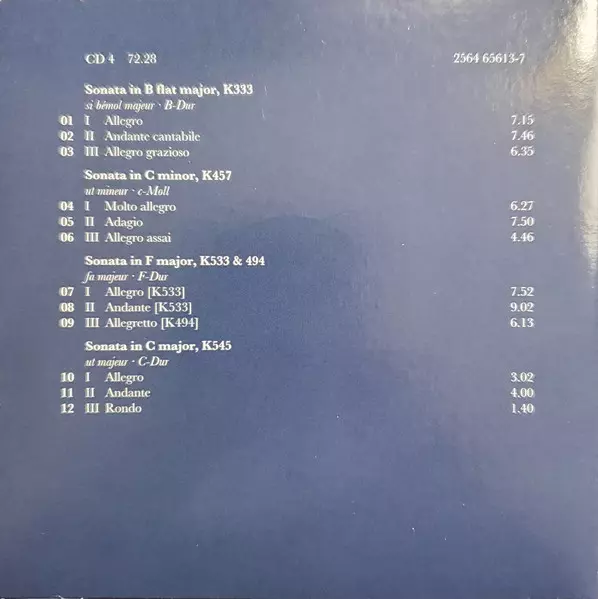 CD 4 72.28 2564 65613-7
Sonata in B flat major, K333
si bémol majeur · B-Dur
01 I Allegro 7.15
02 II Andante cantabile 7.46
03 III Allegro grazioso 6.35
Sonata in C minor, K457
ut mineur · c-Moll
04 I Molto allegro 6.27
05 II Adagio 7.50
06 III Allegro assai 4.46
Sonata in F major, K533 & 494
fa majeur · F-Dur
07 I Allegro [K533] 7.52
08 II Andante [K533] 9.02
09 III Allegretto [K494] 6.13
Sonata in C major, K545
ut majeur · C-Dur
10 I Allegro 3.02
11 II Andante 4.00
12 III Rondo 1.40